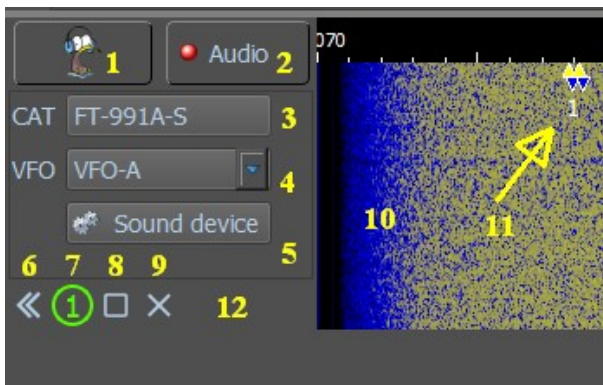 1 Audio 2 070
1
CAT FT-991A-S 3
VFO VFO-A 4
10 11
Sound device 5
6 7 8 9
1 12